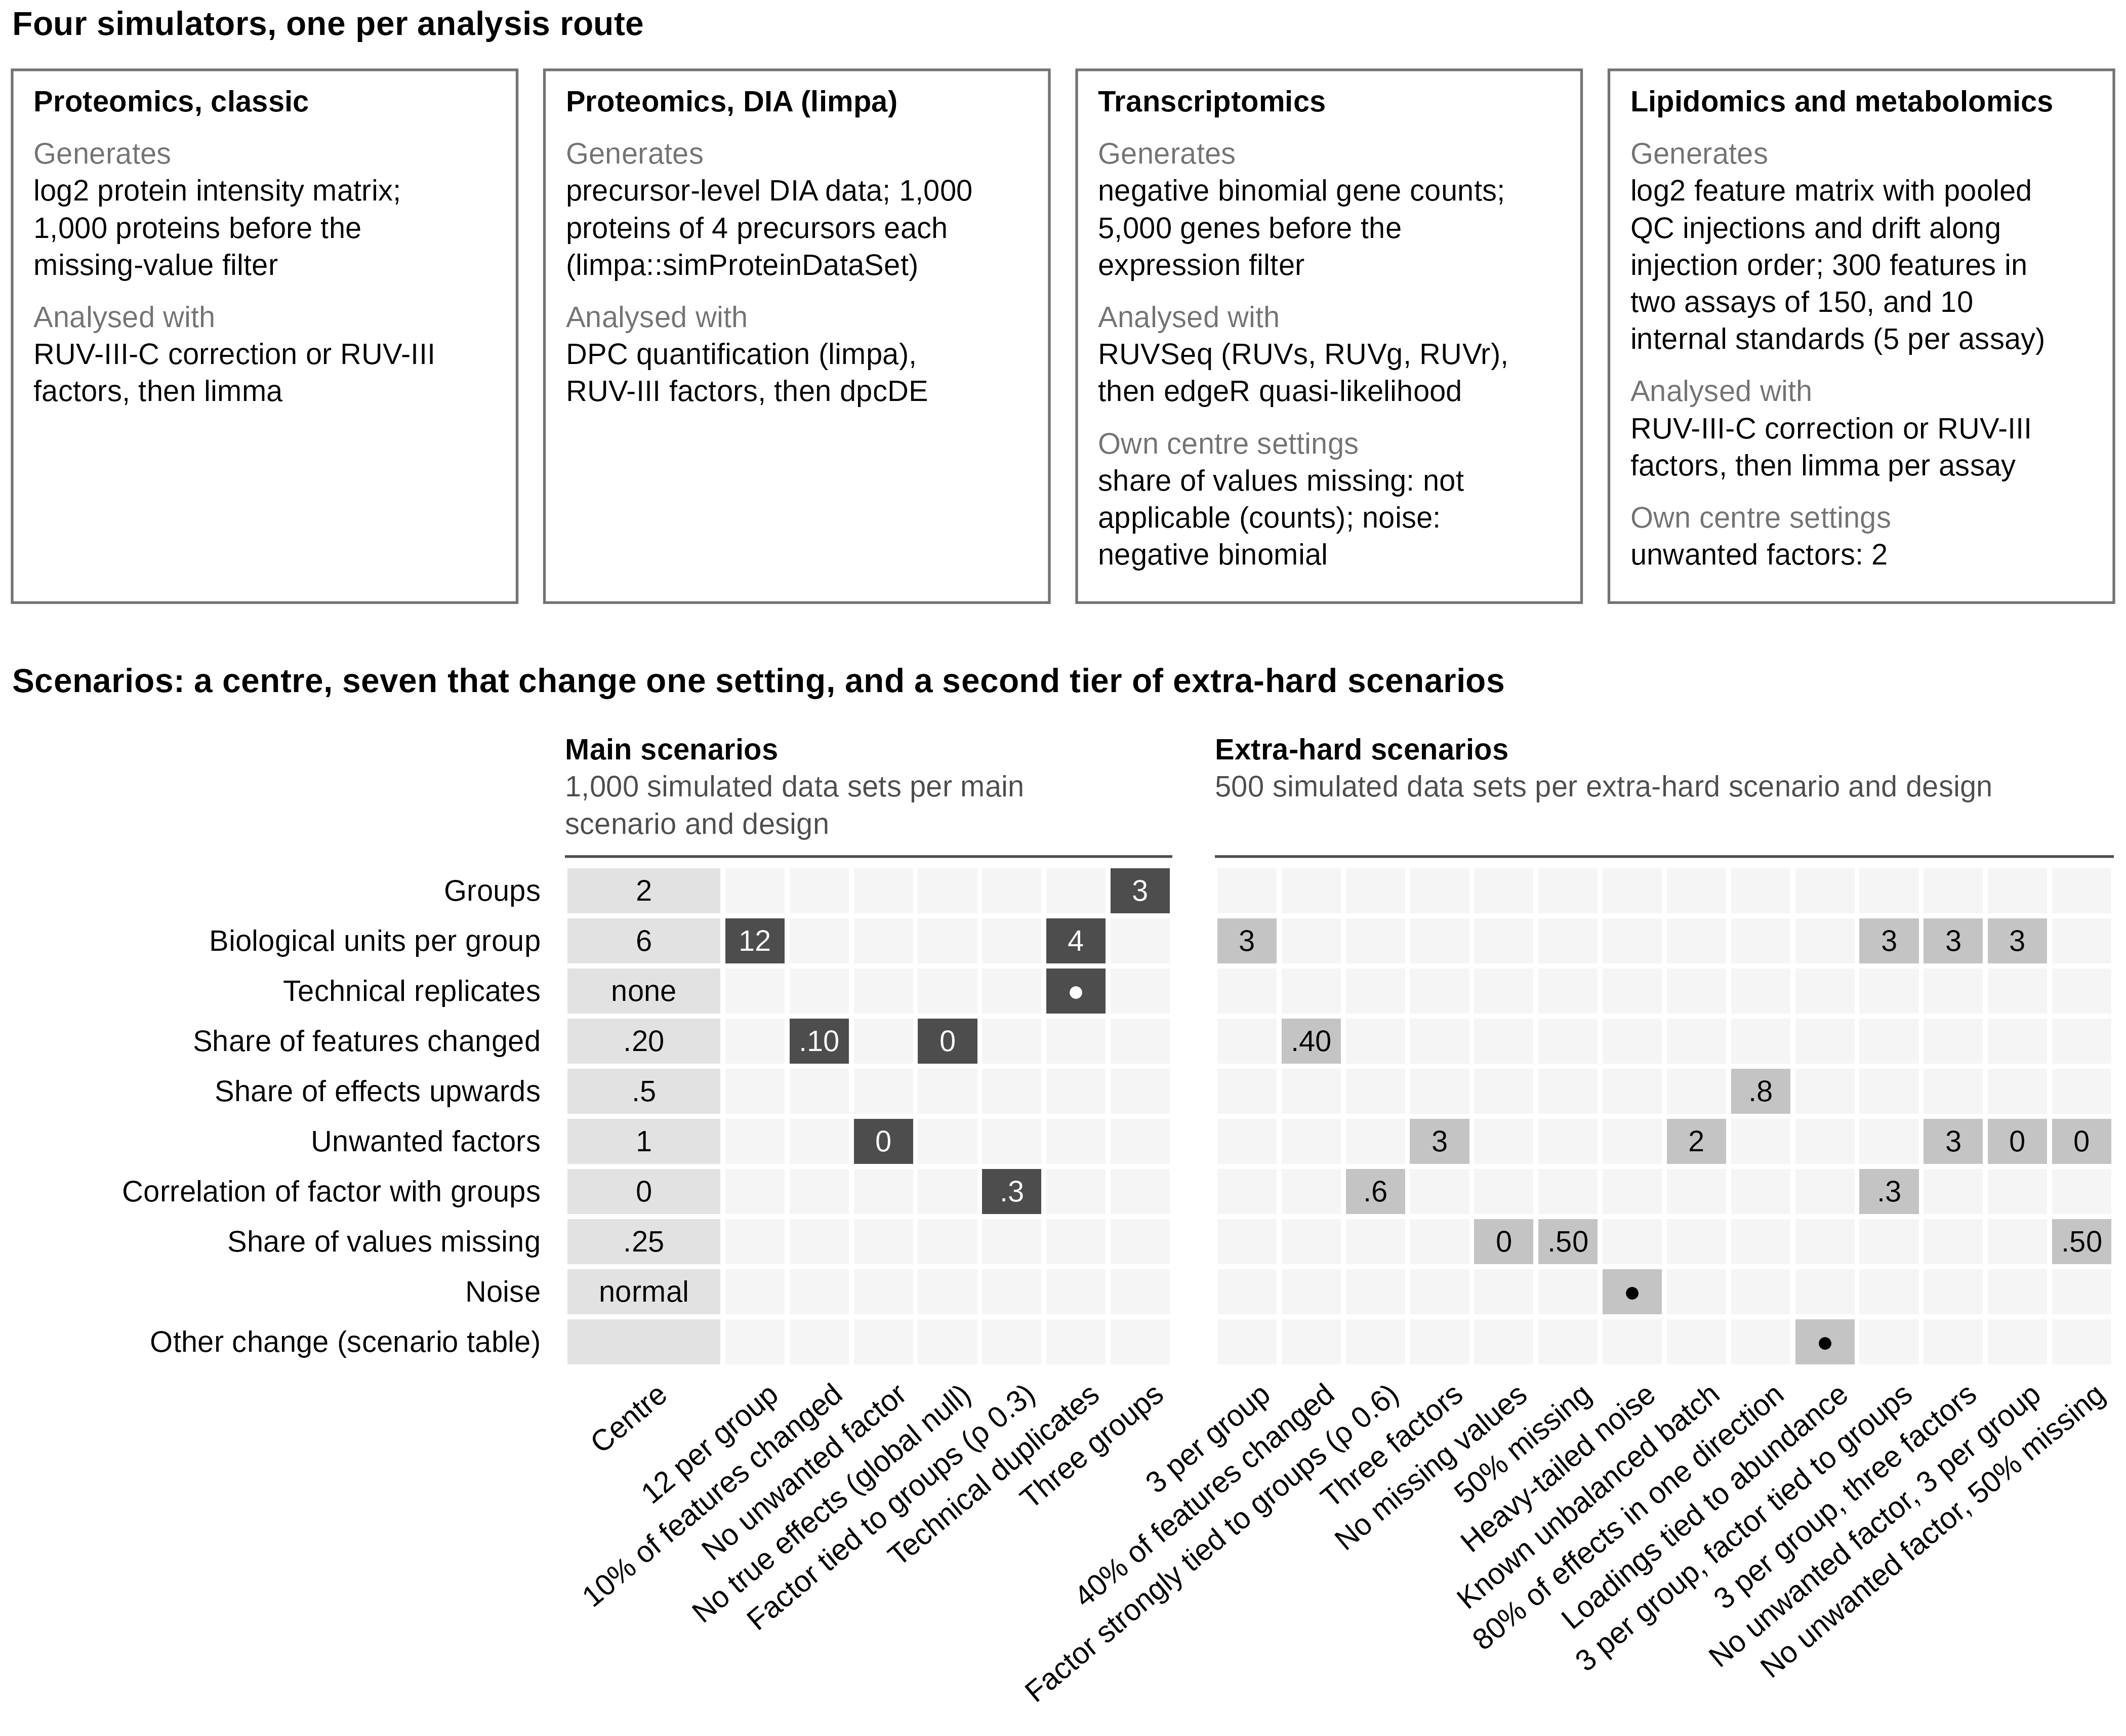 Four simulators, one per analysis route
Proteomics, classic
Generates
log2 protein intensity matrix;
1,000 proteins before the
missing-value filter
Analysed with
RUV-III-C correction or RUV-III
factors, then limma
Proteomics, DIA (limpa)
Generates
precursor-level DIA data; 1,000
proteins of 4 precursors each
(limpa::simProteinDataSet)
Analysed with
DPC quantification (limpa),
RUV-III factors, then dpcDE
Transcriptomics
Generates
negative binomial gene counts;
5,000 genes before the
expression filter
Analysed with
RUVSeq (RUVs, RUVg, RUVr),
then edgeR quasi-likelihood
Own centre settings
share of values missing: not
applicable (counts); noise:
negative binomial
Lipidomics and metabolomics
Generates
log2 feature matrix with pooled
QC injections and drift along
injection order; 300 features in
two assays of 150, and 10
internal standards (5 per assay)
Analysed with
RUV-III-C correction or RUV-III
factors, then limma per assay
Own centre settings
unwanted factors: 2
Scenarios: a centre, seven that change one setting, and a second tier of extra-hard scenarios
Main scenarios
1,000 simulated data sets per main
scenario and design
Extra-hard scenarios
500 simulated data sets per extra-hard scenario and design
Groups 2 3
Biological units per group 6 12 4 3 3 3 3
Technical replicates none •
Share of features changed .20 .10 0 .40
Share of effects upwards .5 .8
Unwanted factors 1 0 3 2 3 0 0
Correlation of factor with groups 0 .3 .6 .3
Share of values missing .25 0 .50 .50
Noise normal •
Other change (scenario table) •
Centre
12 per group
10% of features changed
No unwanted factor
No true effects (global null)
Factor tied to groups (ρ 0.3)
Technical duplicates
Three groups
3 per group
40% of features changed
Factor strongly tied to groups (ρ 0.6)
Three factors
No missing values
50% missing
Heavy-tailed noise
Known unbalanced batch
80% of effects in one direction
Loadings tied to abundance
3 per group, factor tied to groups
3 per group, three factors
No unwanted factor, 3 per group
No unwanted factor, 50% missing